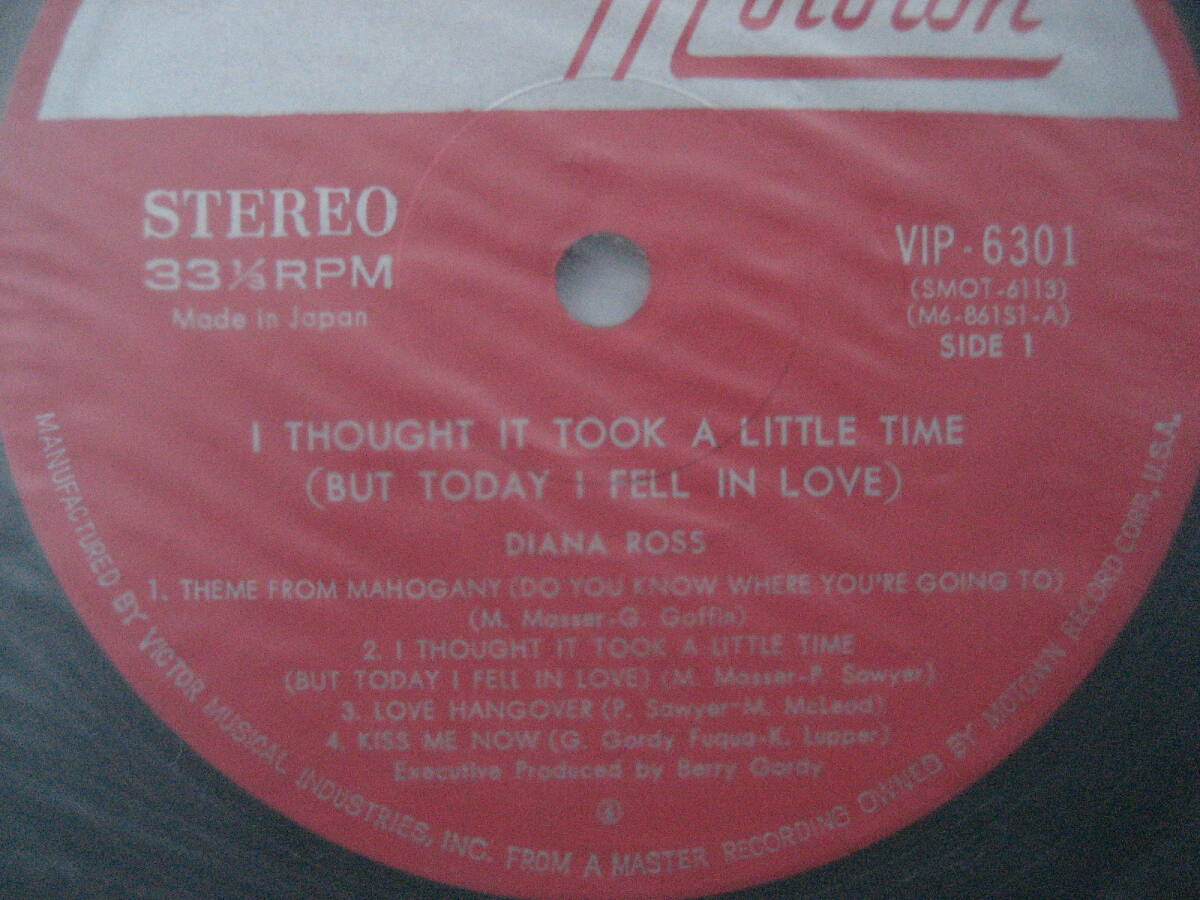 Motown
STEREO
33⅓RPM
Made in Japan
VIP-6301
(SMOT-6113)
(M6-861S1-A)
SIDE 1
I THOUGHT IT TOOK A LITTLE TIME
(BUT TODAY I FELL IN LOVE)
DIANA ROSS
1. THEME FROM MAHOGANY (DO YOU KNOW WHERE YOU'RE GOING TO)
(M. Masser-G. Goffin)
2. I THOUGHT IT TOOK A LITTLE TIME
(BUT TODAY I FELL IN LOVE) (M. Masser-P. Sawyer)
3. LOVE HANGOVER (P. Sawyer-M. McLeod)
4. KISS ME NOW (G. Gordy Fuqua-K. Lupper)
Executive Produced by Berry Gordy
MANUFACTURED BY VICTOR MUSICAL INDUSTRIES, INC. FROM A MASTER RECORDING OWNED BY MOTOWN RECORD CORP., U.S.A.